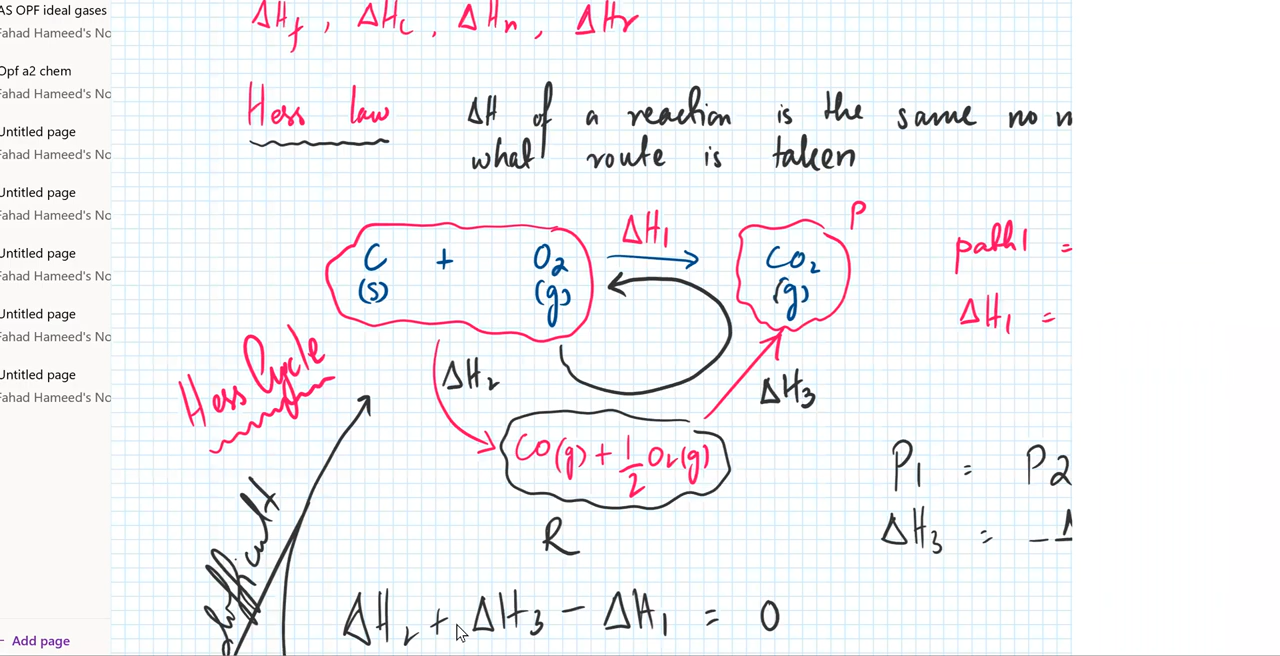 AS OPF ideal gases
Fahad Hameed's No
Opf a2 chem
Fahad Hameed's No
Untitled page
Fahad Hameed's No
Untitled page
Fahad Hameed's No
Untitled page
Fahad Hameed's No
Untitled page
Fahad Hameed's No
Untitled page
Fahad Hameed's No
Add page
ΔHf, ΔHc, ΔHn, ΔHr
Hess law ΔH of a reaction is the same no
what route is taken
P
ΔH₁
C + O₂ CO₂
(s) (g) (g)
path1 =
ΔH₁ =
Hess Cycle
ΔH₂
ΔH₃
CO(g) + 1/2 O₂(g)
R
P₁ = P2
ΔH₃ = -
difficult
ΔH₂ + ΔH₃ - ΔH₁ = 0